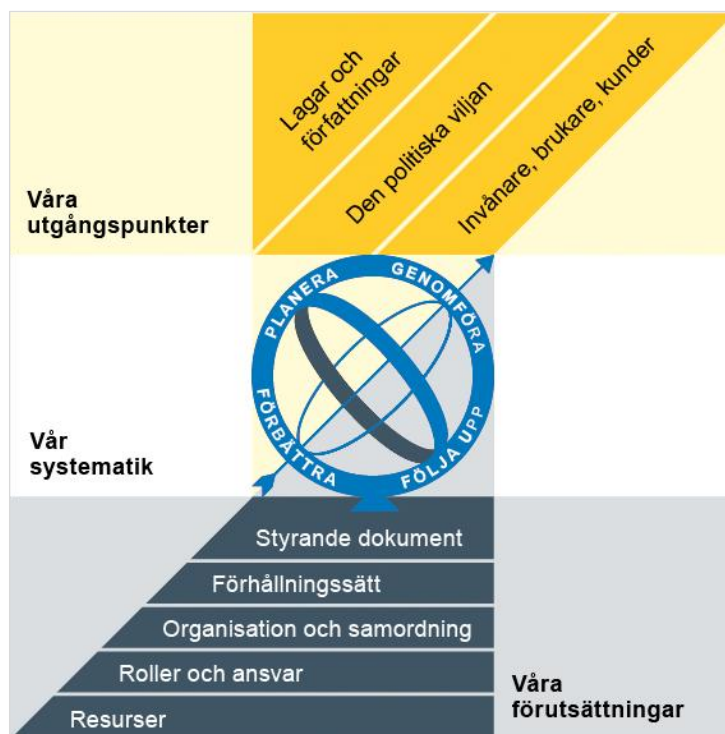 Lagar och
författningar
Den politiska viljan
Invånare, brukare, kunder
Våra
utgångspunkter
PLANERA
GENOMFÖRA
FÖLJA UPP
FÖRBÄTTRA
Vår
systematik
Styrande dokument
Förhållningssätt
Organisation och samordning
Roller och ansvar
Resurser
Våra
förutsättningar